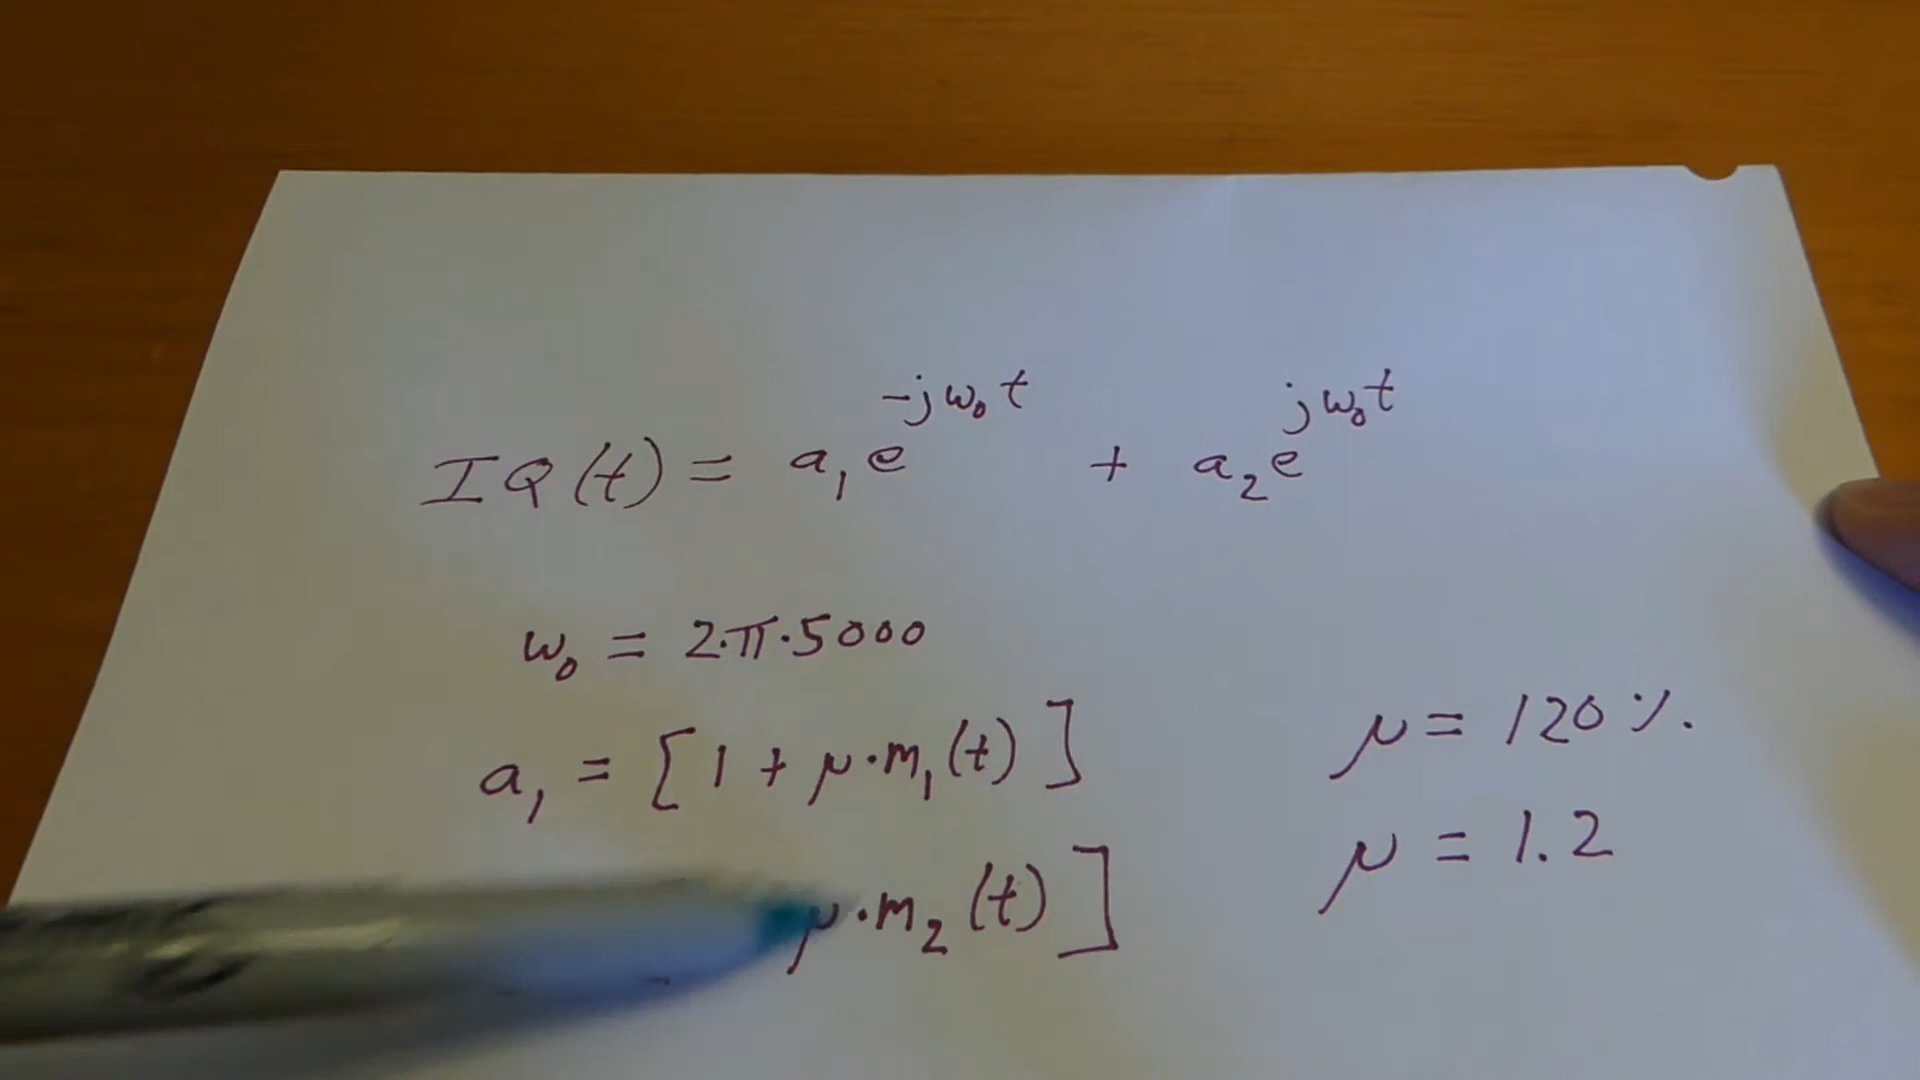 IQ(t) = a₁e^(-jω₀t) + a₂e^(jω₀t)
ω₀ = 2·π·5000
a₁ = [1 + μ·m₁(t)]
μ·m₂(t)]
μ = 120%.
μ = 1.2